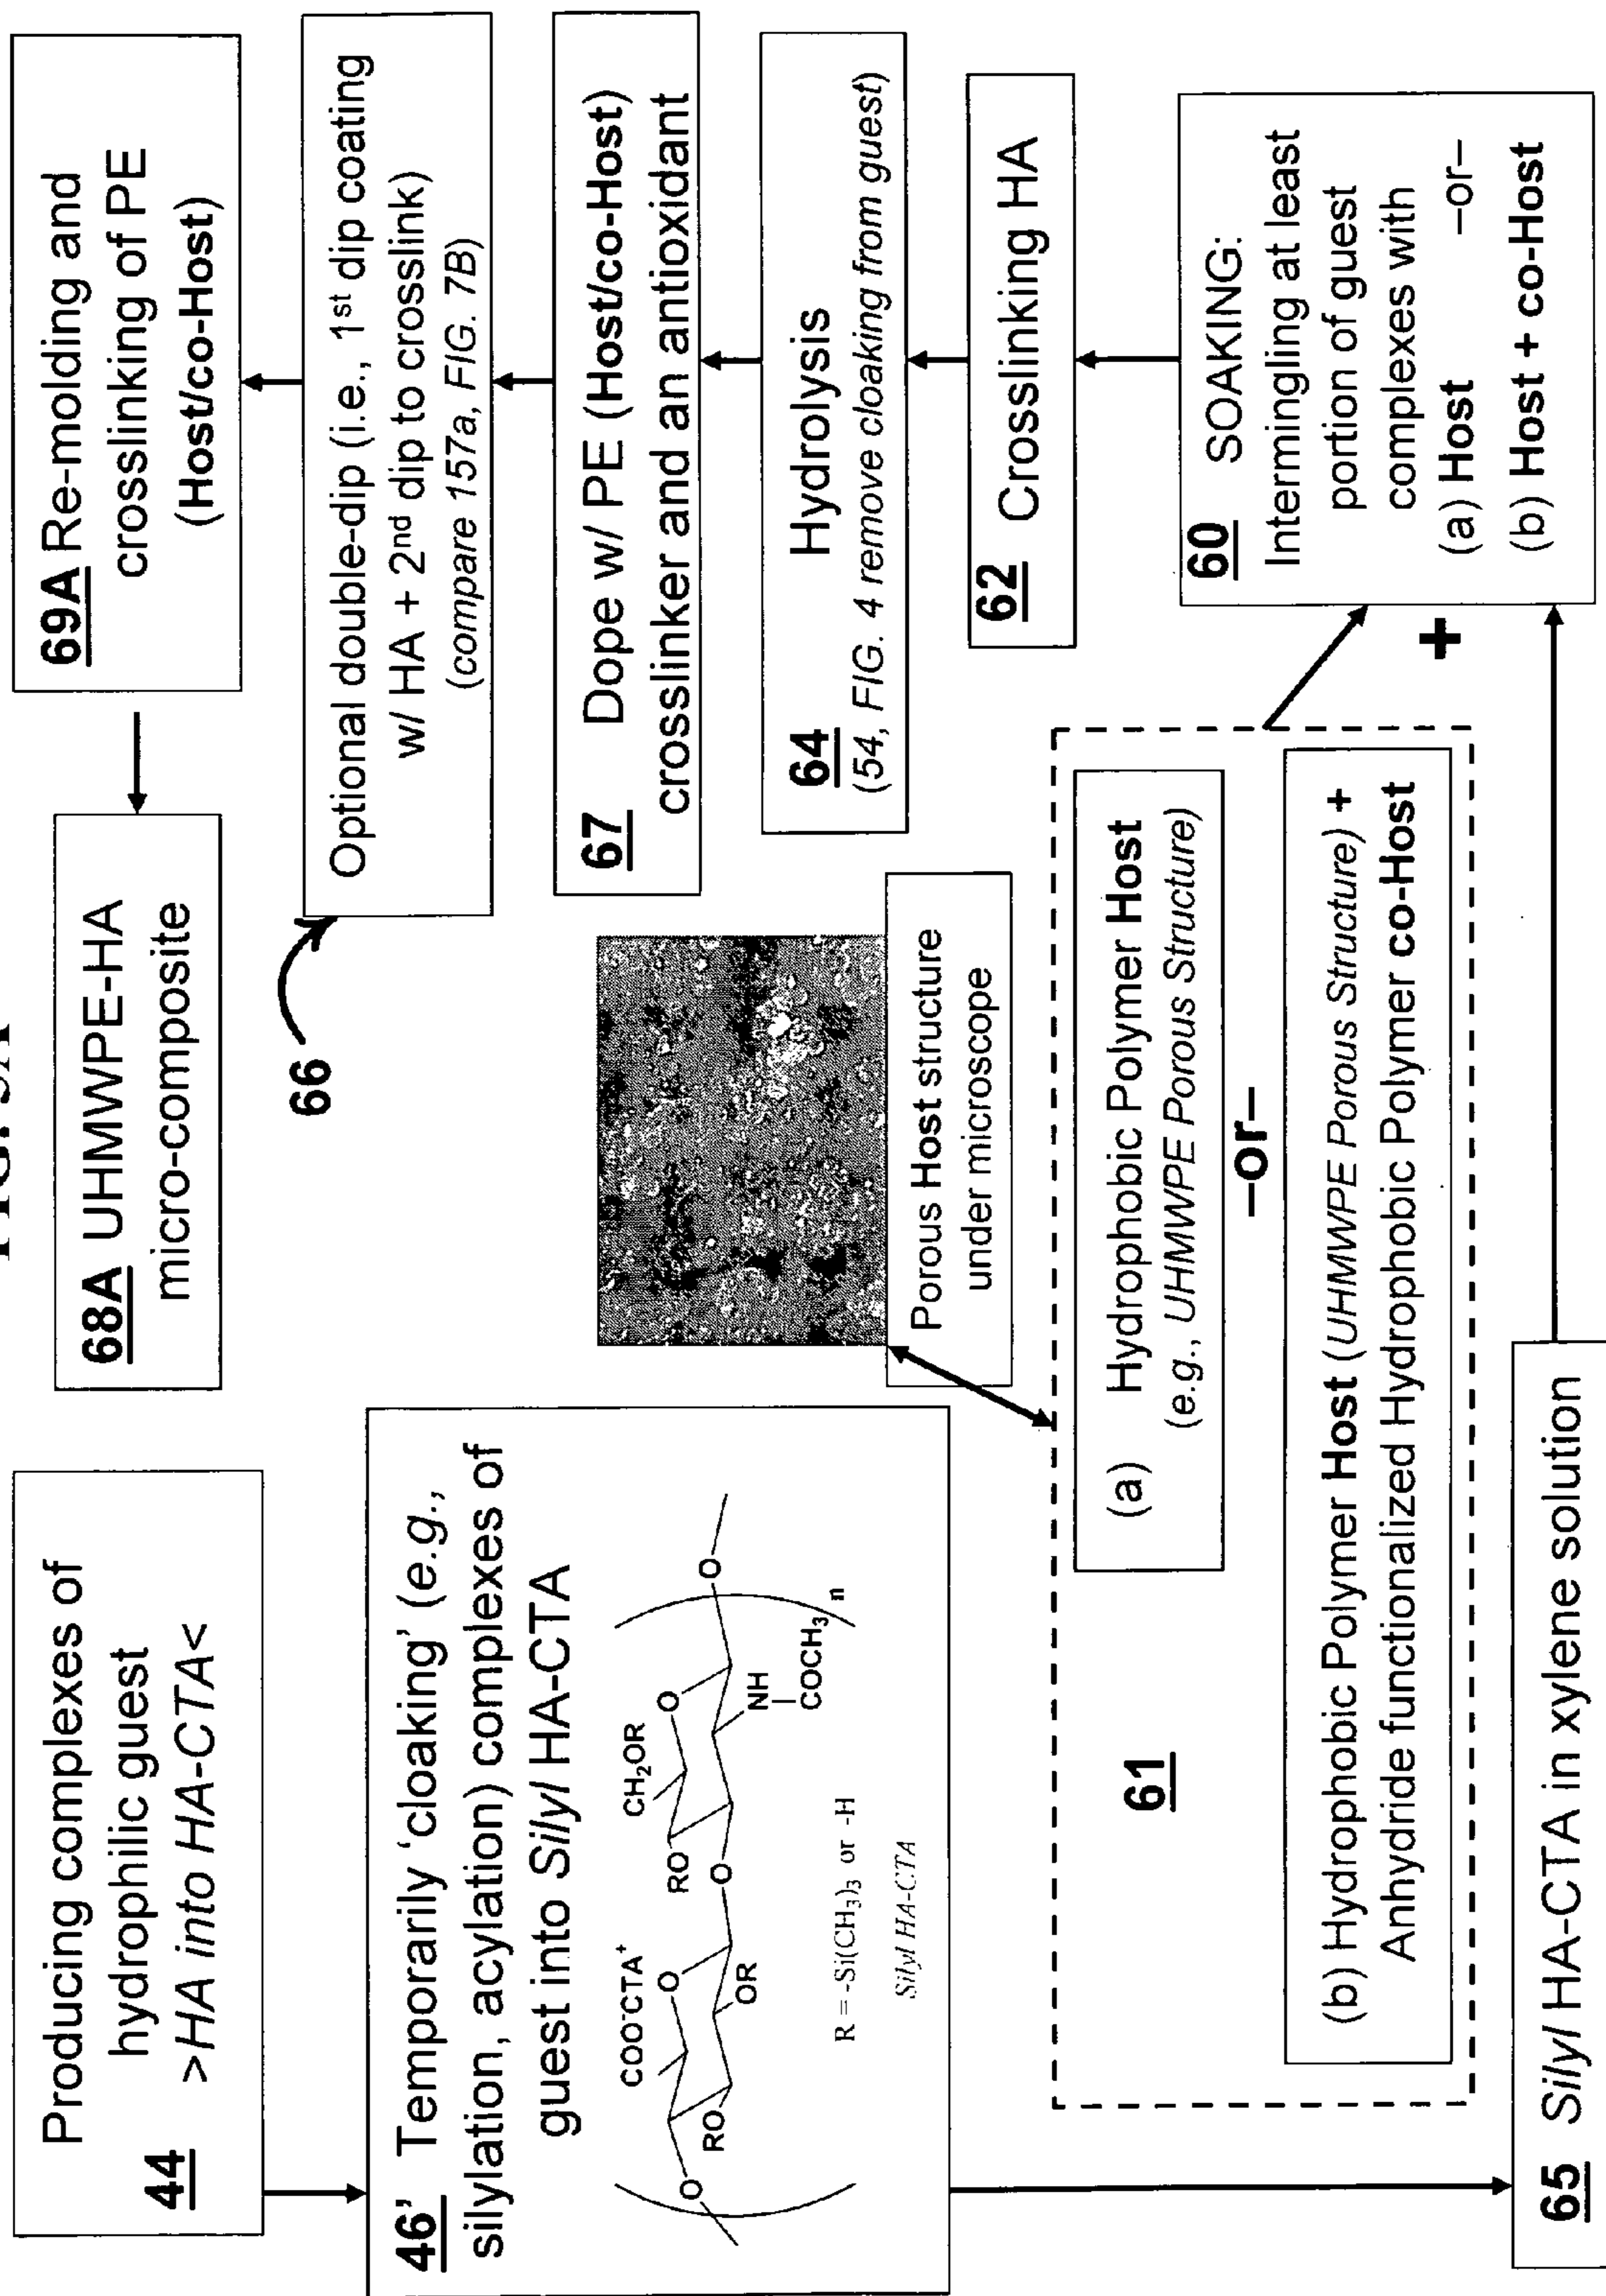 Producing complexes of
hydrophilic guest
44 >HA into HA-CTA<
46' Temporarily 'cloaking' (e.g.,
silylation, acylation) complexes of
guest into Silyl HA-CTA
COO⁻CTA⁺
CH₂OR
O
O
O
RO
OR
O
RO
O
NH
COCH₃
n
R = -Si(CH₃)₃ or -H
Silyl HA-CTA
61
(a) Hydrophobic Polymer Host
(e.g., UHMWPE Porous Structure)
–or–
(b) Hydrophobic Polymer Host (UHMWPE Porous Structure) +
Anhydride functionalized Hydrophobic Polymer co-Host
65 Silyl HA-CTA in xylene solution
Porous Host structure
under microscope
+
60 SOAKING:
Intermingling at least
portion of guest
complexes with
(a) Host –or–
(b) Host + co-Host
62 Crosslinking HA
64 Hydrolysis
(54, FIG. 4 remove cloaking from guest)
67 Dope w/ PE (Host/co-Host)
crosslinker and an antioxidant
66
Optional double-dip (i.e., 1st dip coating
w/ HA + 2nd dip to crosslink)
(compare 157a, FIG. 7B)
69A Re-molding and
crosslinking of PE
(Host/co-Host)
68A UHMWPE-HA
micro-composite